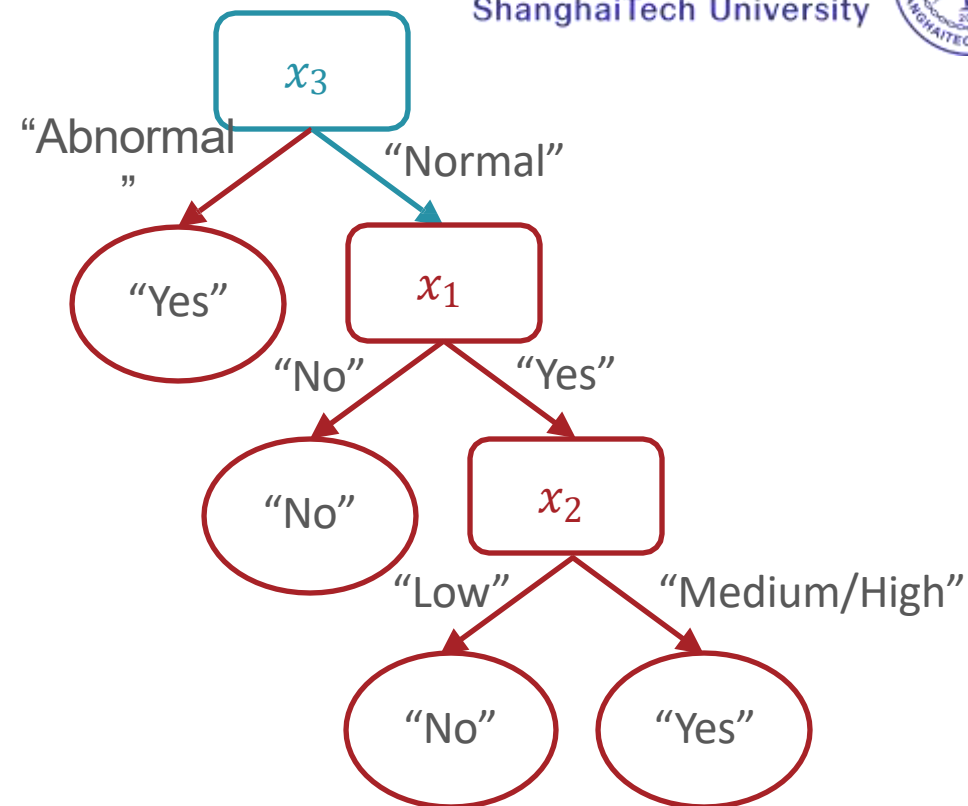 ShanghaiTech University
x₃
“Abnormal
”
“Normal”
“Yes”
x₁
“No”
“Yes”
“No”
x₂
“Low”
“Medium/High”
“No”
“Yes”